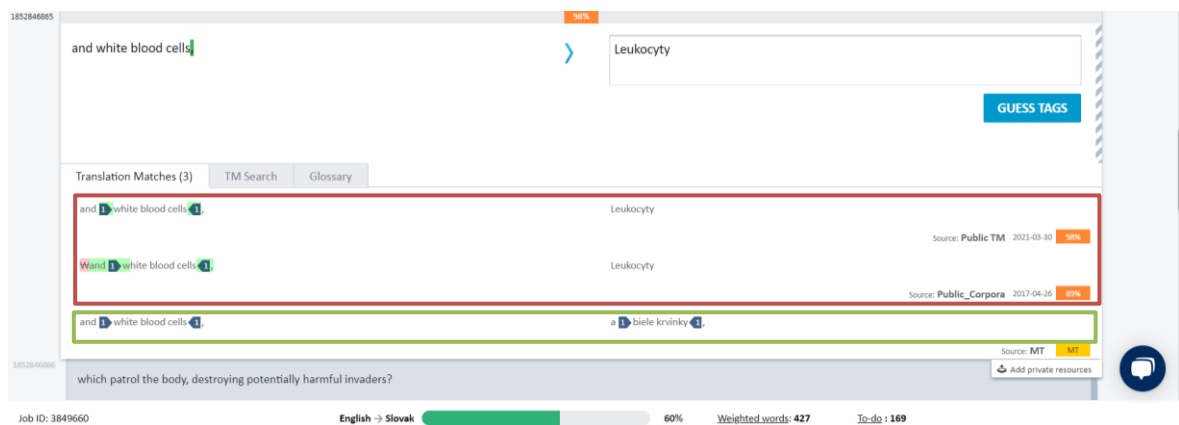 1852846865
98%
and white blood cells,
Leukocyty
GUESS TAGS
Translation Matches (3) TM Search Glossary
and 1 white blood cells 1 , Leukocyty
Source: Public TM 2021-03-30 98%
Wand 1 white blood cells 1 , Leukocyty
Source: Public_Corpora 2017-04-26 89%
and 1 white blood cells 1 , a 1 biele krvinky 1 ,
Source: MT MT
1852846866
Add private resources
which patrol the body, destroying potentially harmful invaders?
Job ID: 3849660 English → Slovak 60% Weighted words: 427 To-do : 169